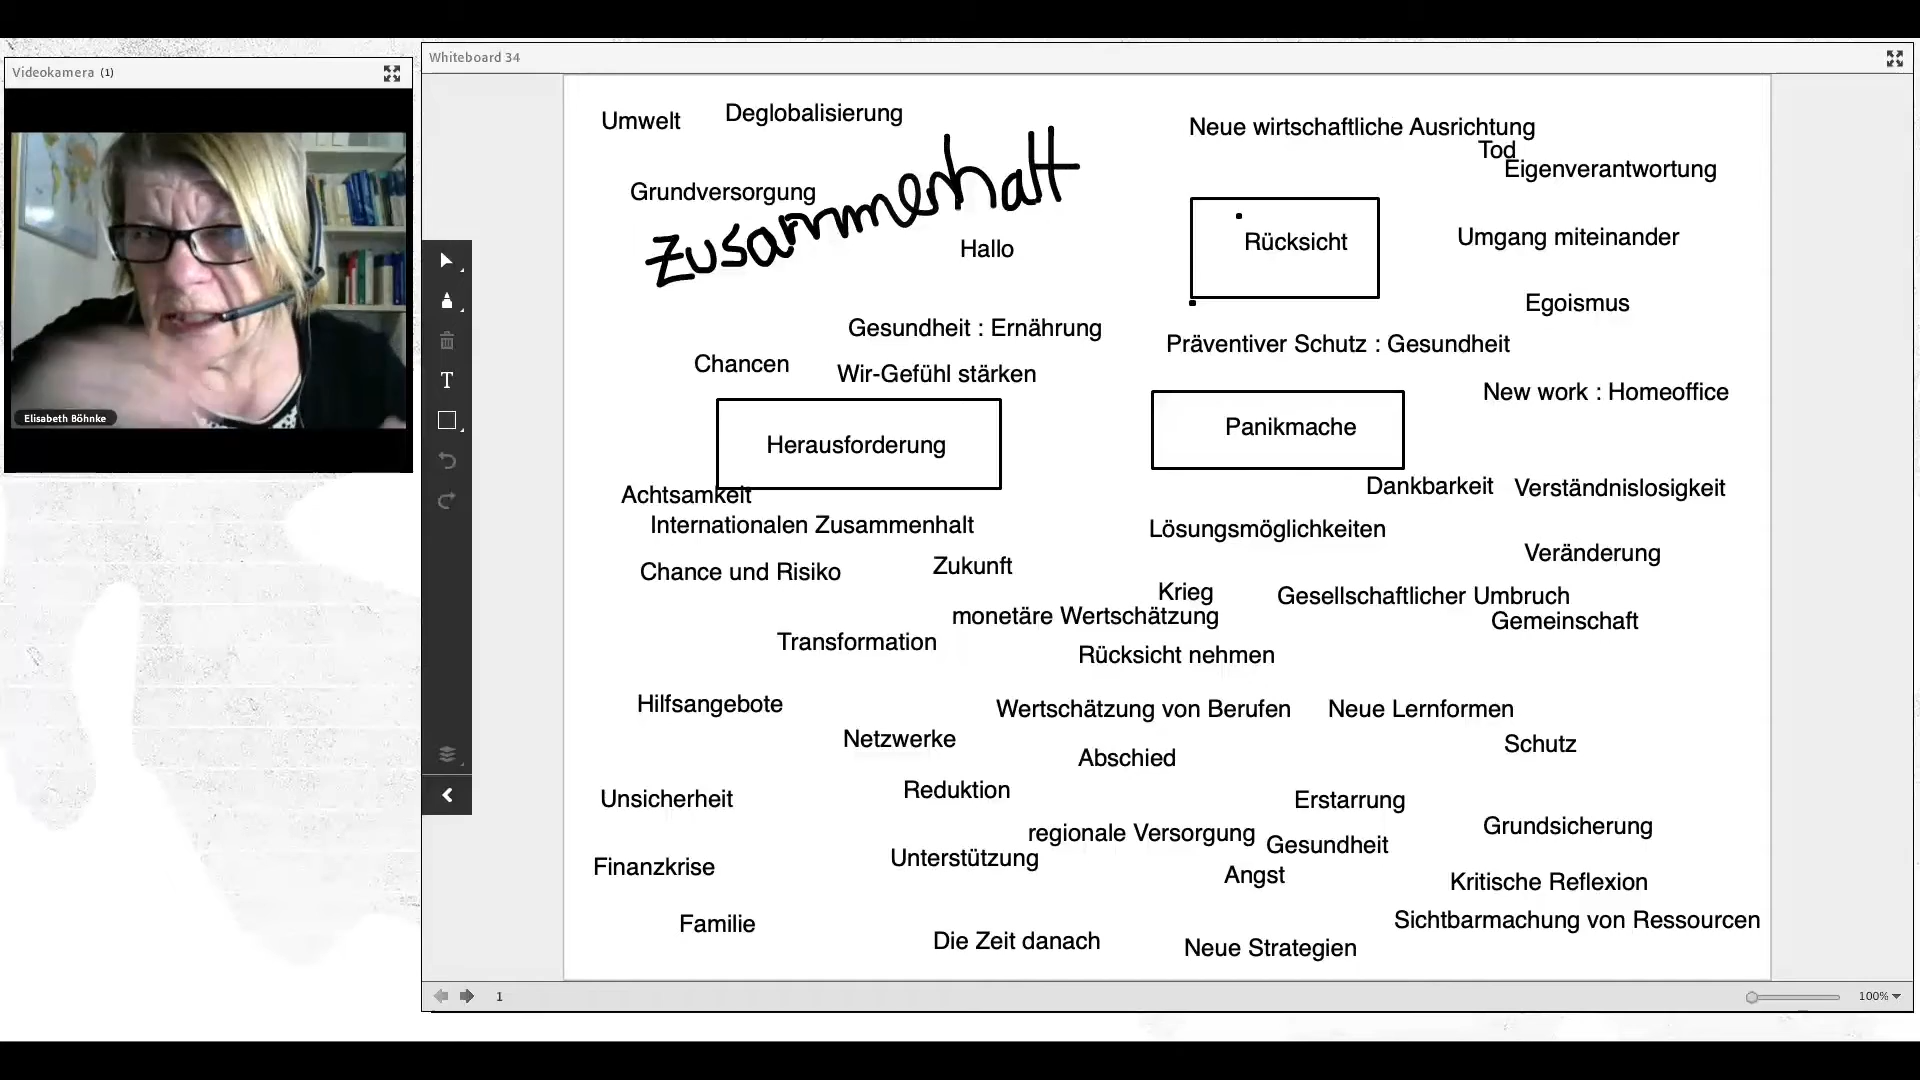 Videokamera (1)
Elisabeth Böhnke
Whiteboard 34
Umwelt
Deglobalisierung
Neue wirtschaftliche Ausrichtung
Tod
Eigenverantwortung
Grundversorgung
Zusammenhalt
Hallo
Rücksicht
Umgang miteinander
Egoismus
Gesundheit : Ernährung
Präventiver Schutz : Gesundheit
Chancen
Wir-Gefühl stärken
New work : Homeoffice
Herausforderung
Panikmache
Achtsamkeit
Dankbarkeit
Verständnislosigkeit
Internationalen Zusammenhalt
Lösungsmöglichkeiten
Chance und Risiko
Zukunft
Veränderung
Krieg
Gesellschaftlicher Umbruch
monetäre Wertschätzung
Gemeinschaft
Transformation
Rücksicht nehmen
Hilfsangebote
Wertschätzung von Berufen
Neue Lernformen
Netzwerke
Abschied
Schutz
Unsicherheit
Reduktion
Erstarrung
regionale Versorgung
Gesundheit
Grundsicherung
Finanzkrise
Unterstützung
Angst
Kritische Reflexion
Familie
Die Zeit danach
Neue Strategien
Sichtbarmachung von Ressourcen
T
1
100%